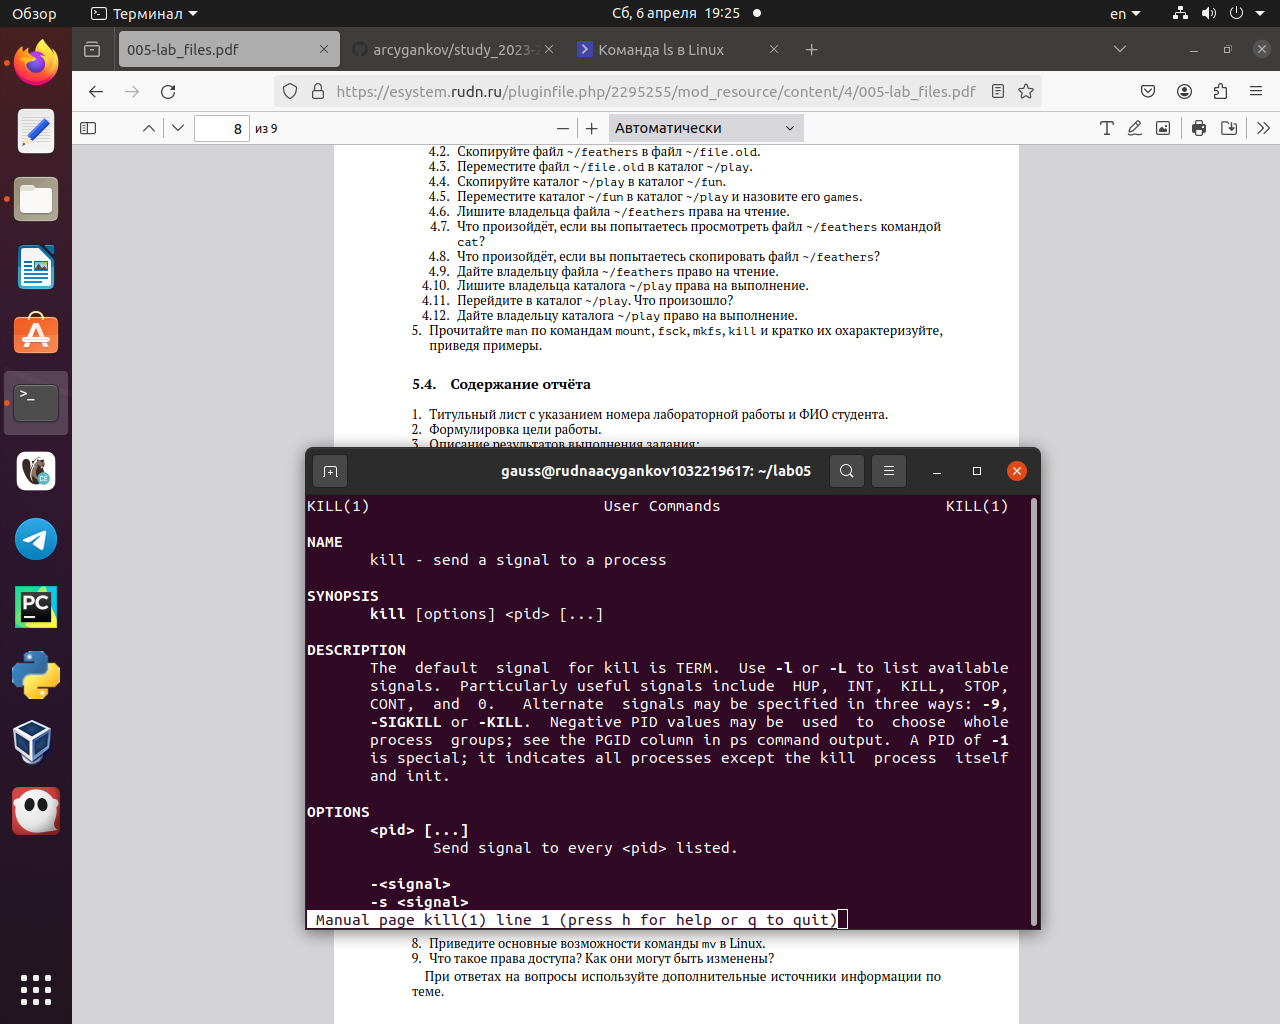 Обзор
Терминал
Сб, 6 апреля 19:25
en
005-lab_files.pdf
arcygankov/study_2023-2
Команда ls в Linux
https://esystem.rudn.ru/pluginfile.php/2295255/mod_resource/content/4/005-lab_files.pdf
8
из 9
Автоматически
4.2. Скопируйте файл ~/feathers в файл ~/file.old.
4.3. Переместите файл ~/file.old в каталог ~/play.
4.4. Скопируйте каталог ~/play в каталог ~/fun.
4.5. Переместите каталог ~/fun в каталог ~/play и назовите его games.
4.6. Лишите владельца файла ~/feathers права на чтение.
4.7. Что произойдёт, если вы попытаетесь просмотреть файл ~/feathers командой
cat?
4.8. Что произойдёт, если вы попытаетесь скопировать файл ~/feathers?
4.9. Дайте владельцу файла ~/feathers право на чтение.
4.10. Лишите владельца каталога ~/play права на выполнение.
4.11. Перейдите в каталог ~/play. Что произошло?
4.12. Дайте владельцу каталога ~/play право на выполнение.
5. Прочитайте man по командам mount, fsck, mkfs, kill и кратко их охарактеризуйте,
приведя примеры.
5.4. Содержание отчёта
1. Титульный лист с указанием номера лабораторной работы и ФИО студента.
2. Формулировка цели работы.
3. Описание результатов выполнения задания:
gauss@rudnaacygankov1032219617: ~/lab05
KILL(1) User Commands KILL(1)
NAME
kill - send a signal to a process
SYNOPSIS
kill [options] <pid> [...]
DESCRIPTION
The default signal for kill is TERM. Use -l or -L to list available
signals. Particularly useful signals include HUP, INT, KILL, STOP,
CONT, and 0. Alternate signals may be specified in three ways: -9,
-SIGKILL or -KILL. Negative PID values may be used to choose whole
process groups; see the PGID column in ps command output. A PID of -1
is special; it indicates all processes except the kill process itself
and init.
OPTIONS
<pid> [...]
Send signal to every <pid> listed.
-<signal>
-s <signal>
Manual page kill(1) line 1 (press h for help or q to quit)
8. Приведите основные возможности команды mv в Linux.
9. Что такое права доступа? Как они могут быть изменены?
При ответах на вопросы используйте дополнительные источники информации по
теме.
>_
PC
CE